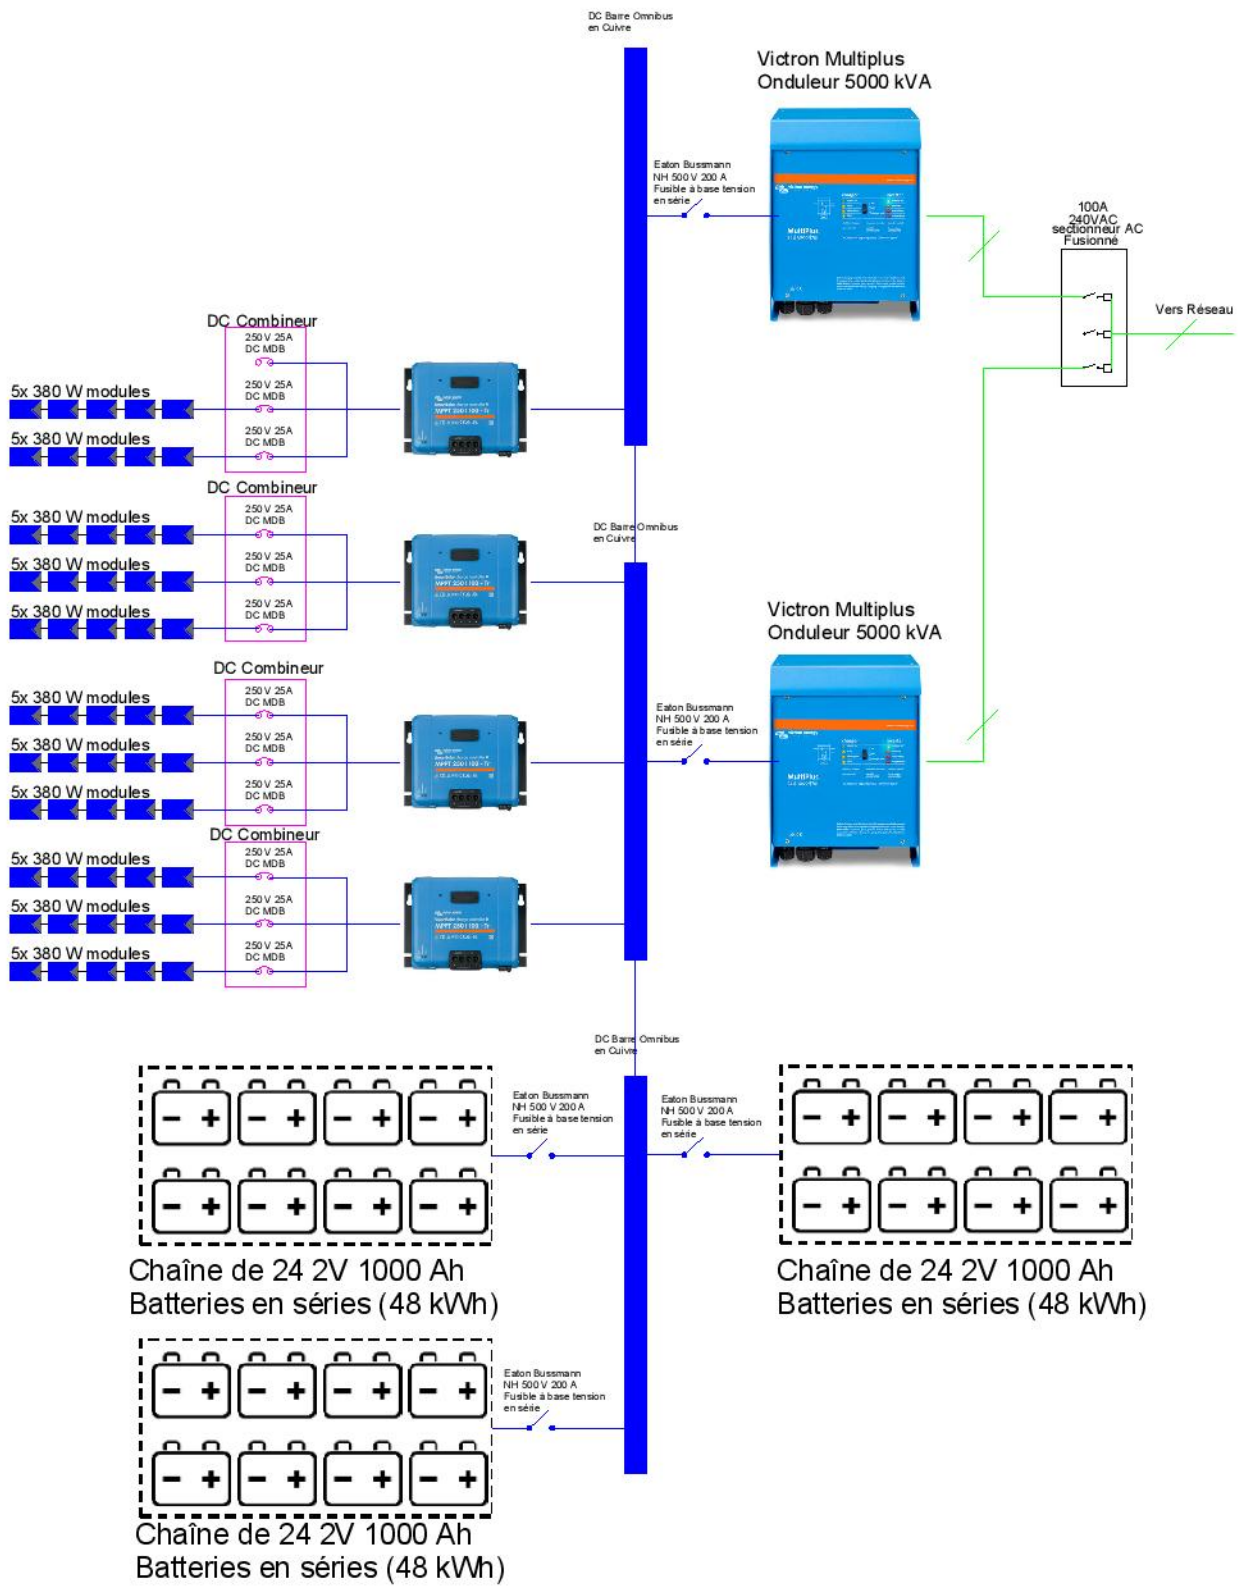 DC Barre Omnibus
en Cuivre
Victron Multiplus
Onduleur 5000 kVA
Eaton Bussmann
NH 500 V 200 A
Fusible à base tension
en série
MultiPlus
100A
240VAC
sectionneur AC
Fusionné
Vers Réseau
DC Combineur
250 V 25A
DC MDB
250 V 25A
DC MDB
250 V 25A
DC MDB
5x 380 W modules
5x 380 W modules
DC Combineur
250 V 25A
DC MDB
250 V 25A
DC MDB
250 V 25A
DC MDB
5x 380 W modules
5x 380 W modules
5x 380 W modules
DC Barre Omnibus
en Cuivre
Victron Multiplus
Onduleur 5000 kVA
Eaton Bussmann
NH 500 V 200 A
Fusible à base tension
en série
MultiPlus
DC Combineur
250 V 25A
DC MDB
250 V 25A
DC MDB
250 V 25A
DC MDB
5x 380 W modules
5x 380 W modules
5x 380 W modules
DC Combineur
250 V 25A
DC MDB
250 V 25A
DC MDB
250 V 25A
DC MDB
5x 380 W modules
5x 380 W modules
5x 380 W modules
DC Barre Omnibus
en Cuivre
Eaton Bussmann
NH 500 V 200 A
Fusible à base tension
en série
Eaton Bussmann
NH 500 V 200 A
Fusible à base tension
en série
Chaîne de 24 2V 1000 Ah
Batteries en séries (48 kWh)
Chaîne de 24 2V 1000 Ah
Batteries en séries (48 kWh)
Eaton Bussmann
NH 500 V 200 A
Fusible à base tension
en série
Chaîne de 24 2V 1000 Ah
Batteries en séries (48 kWh)